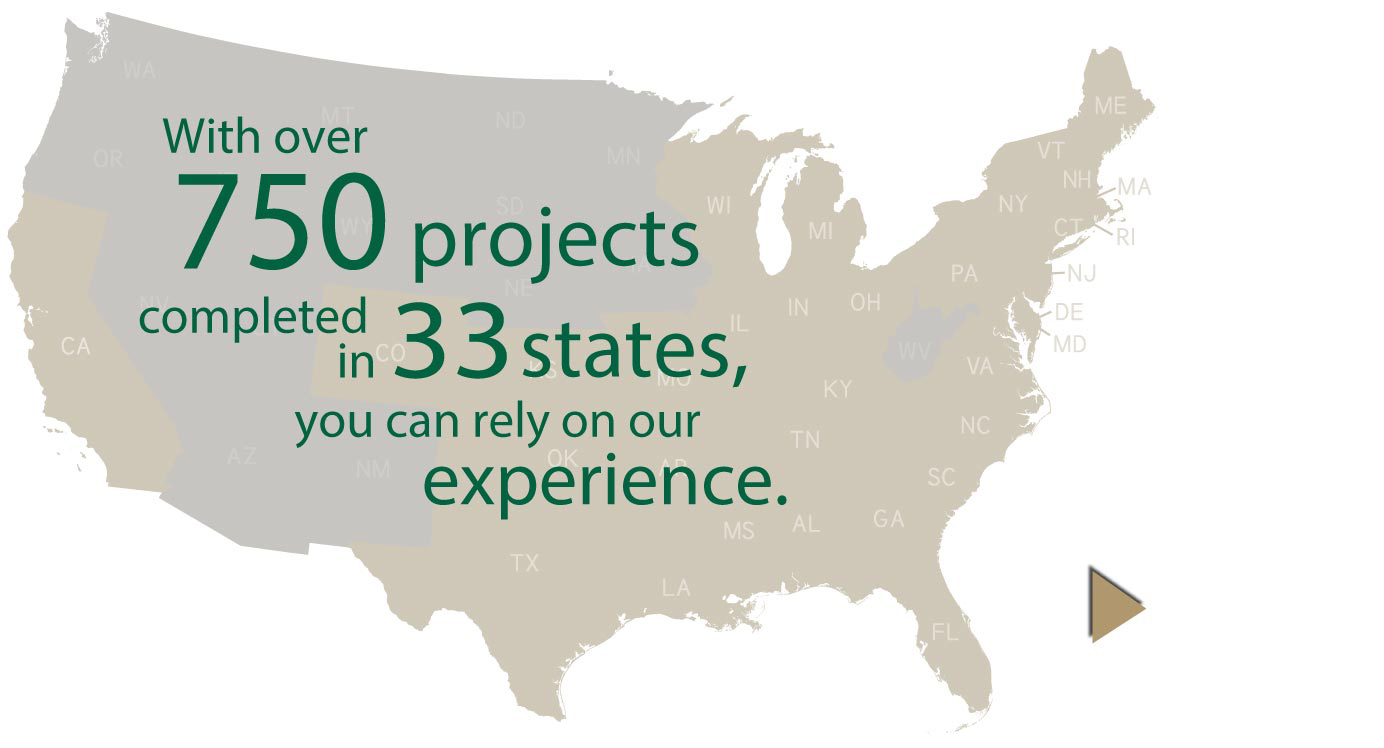 With over
750 projects
completed
in 33 states,
you can rely on our
experience.
WA
MT
ND
OR
MN
SD
WY
WI
MI
ME
VT
NH
MA
NY
CT
RI
PA
NJ
NE
NV
IN
OH
DE
IL
MD
CA
CO
WV
KS
MO
VA
KY
NC
TN
AZ
NM
OK
AR
SC
MS
AL
GA
TX
LA
FL